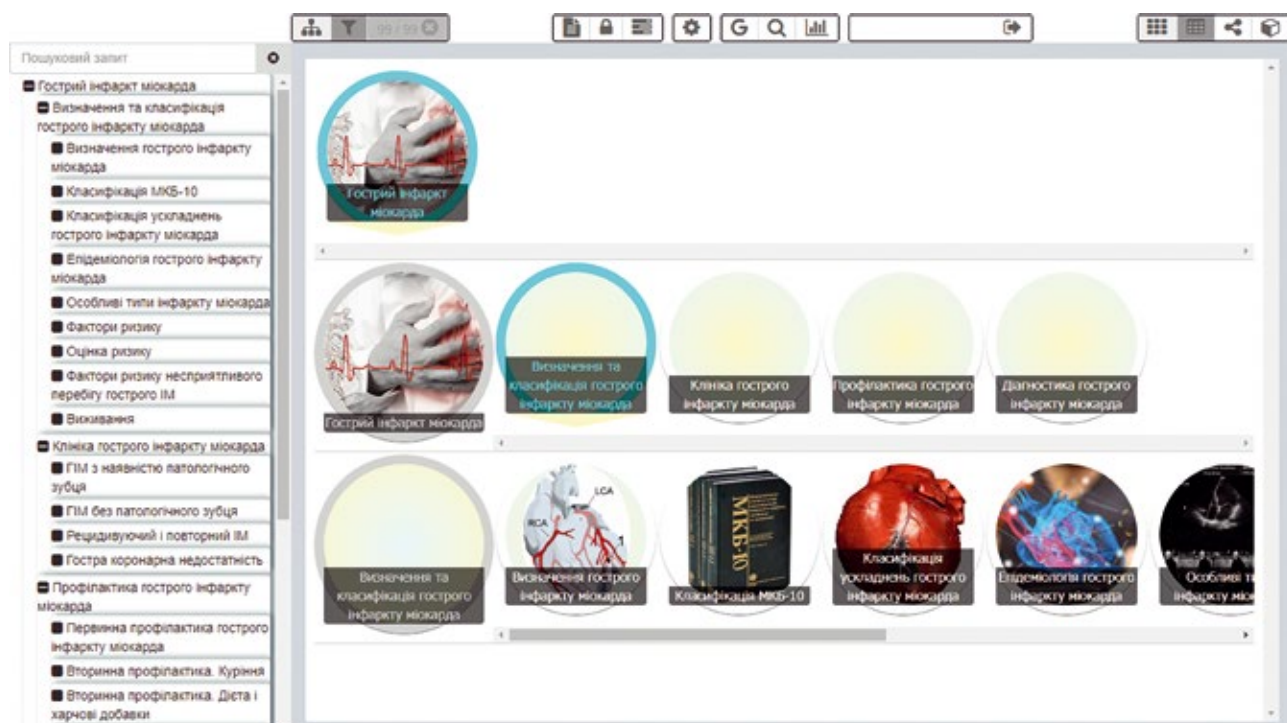 99 / 99
Пошуковий запит
Гострий інфаркт міокарда
Визначення та класифікація
гострого інфаркту міокарда
Визначення гострого інфаркту
міокарда
Класифікація МКБ-10
Класифікація ускладнень
гострого інфаркту міокарда
Епідеміологія гострого інфаркту
міокарда
Особливі типи інфаркту міокарда
Фактори ризику
Оцінка ризику
Фактори ризику несприятливого
перебігу гострого ІМ
Виживання
Клініка гострого інфаркту міокарда
ГІМ з наявністю патологічного
зубця
ГІМ без патологічного зубця
Рецидивуючий і повторний ІМ
Гостра коронарна недостатність
Профілактика гострого інфаркту
міокарда
Первинна профілактика гострого
інфаркту міокарда
Вторинна профілактика. Куріння
Вторинна профілактика. Дієта і
харчові добавки
Гострий інфаркт
міокарда
Гострий інфаркт міокарда
Визначення та
класифікація гострого
інфаркту міокарда
Клініка гострого
інфаркту міокарда
Профілактика гострого
інфаркту міокарда
Діагностика гострого
інфаркту міокарда
Визначення та
класифікація гострого
інфаркту міокарда
LCA
RCA
1
Визначення гострого
інфаркту міокарда
МКБ-10
Класифікація МКБ-10
Класифікація
ускладнень гострого
інфаркту міокарда
Епідеміологія гострого
інфаркту міокарда
Особливі ти
інфаркту міок